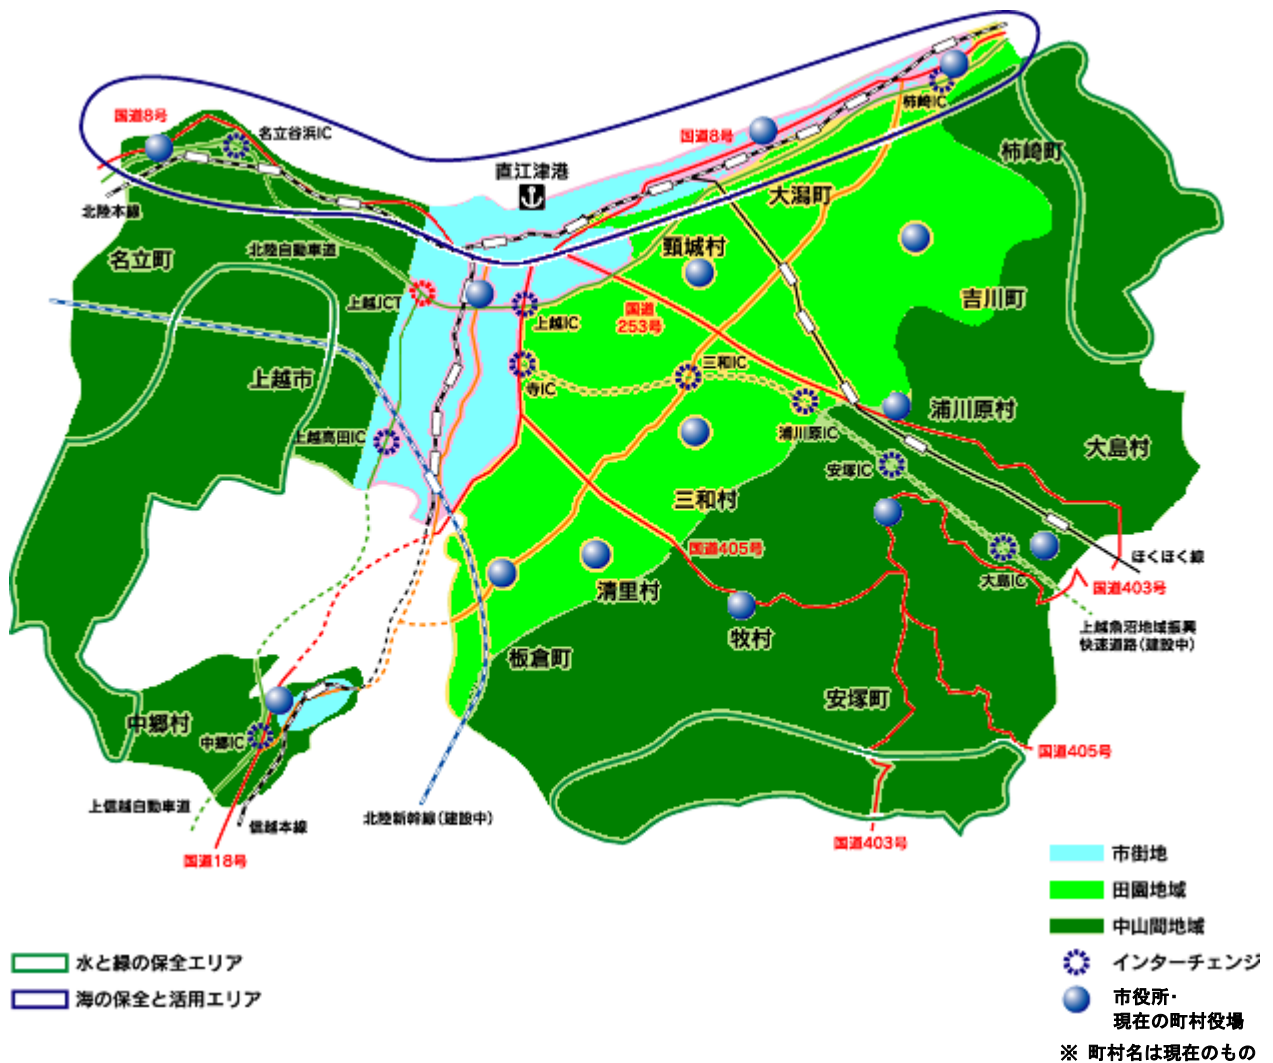 国道8号
名立谷浜IC
北陸本線
名立町
北陸自動車道
直江津港
国道8号
柿崎IC
柿崎町
大潟町
頸城村
吉川町
上越JCT
上越IC
国道
253号
上越市
寺IC
三和IC
上越高田IC
浦川原IC
浦川原村
安塚IC
大島村
三和村
国道405号
大島IC
ほくほく線
国道403号
清里村
牧村
上越魚沼地域振興
快速道路(建設中)
板倉町
安塚町
中郷村
中郷IC
国道405号
上信越自動車道
信越本線
北陸新幹線(建設中)
国道18号
国道403号
市街地
田園地域
中山間地域
インターチェンジ
市役所・
現在の町村役場
※ 町村名は現在のもの
水と緑の保全エリア
海の保全と活用エリア